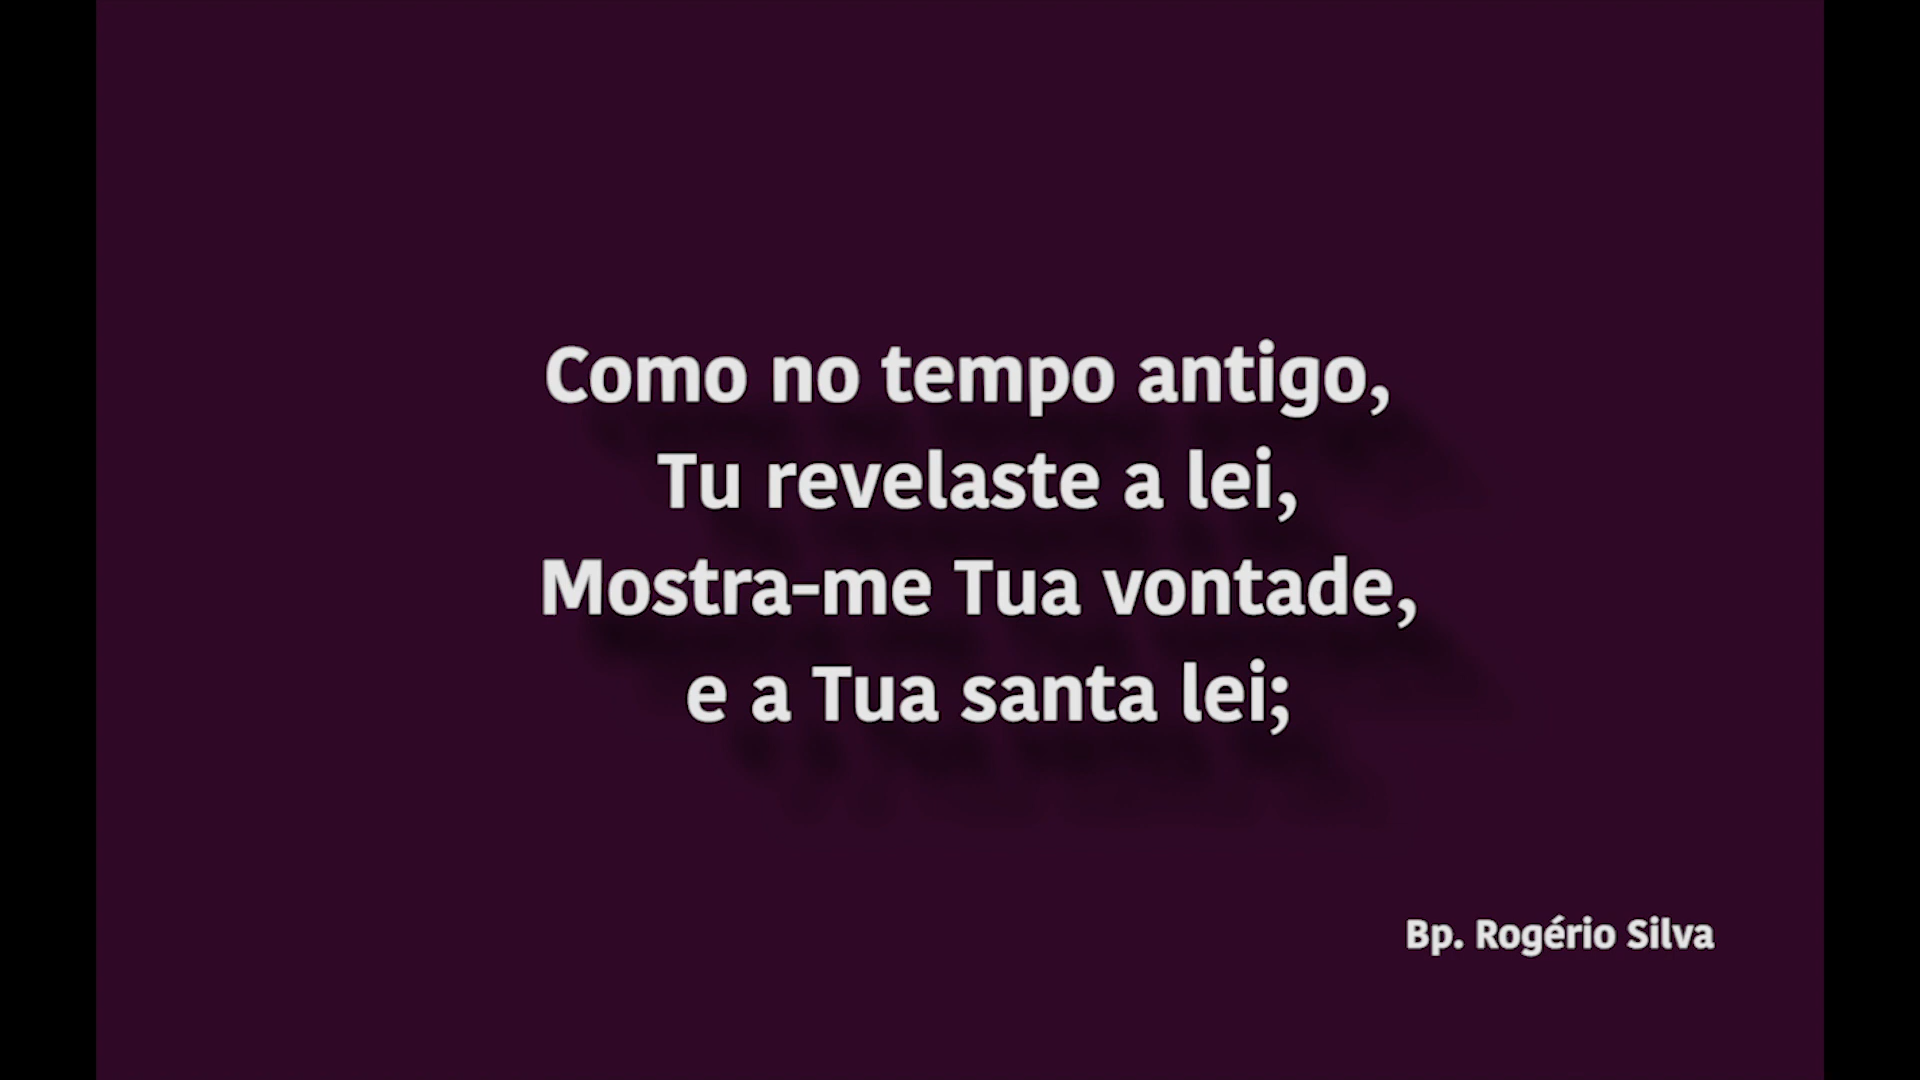 Como no tempo antigo,
Tu revelaste a lei,
Mostra-me Tua vontade,
e a Tua santa lei;
Bp. Rogério Silva